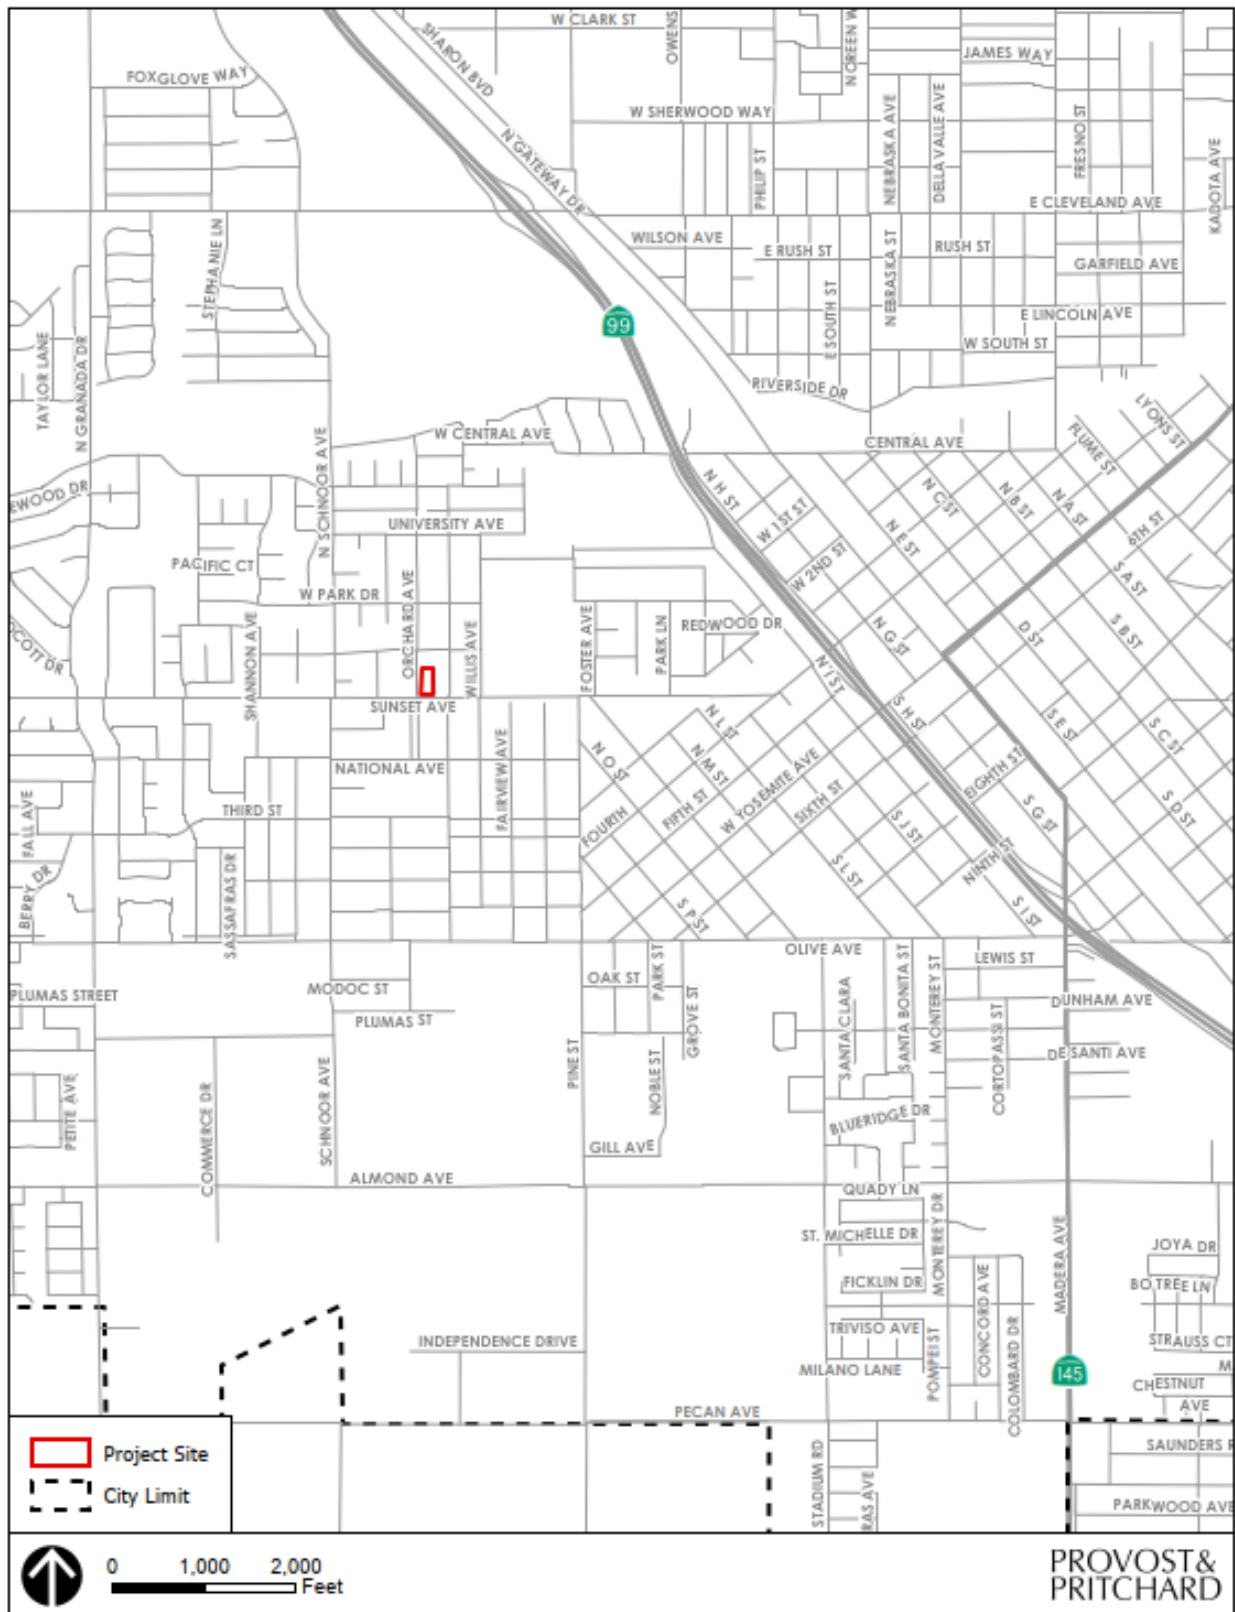 W CLARK ST
OWENS
NOREEN W
SHARON BVD
JAMES WAY
FOXGLOVE WAY
W SHERWOOD WAY
N GATEWAY DR
PHILIP ST
NEBRASKA AVE
DELLAVALLE AVE
FRESNO ST
KADOTA AVE
E CLEVELAND AVE
STEPHANIE LN
WILSON AVE
E RUSH ST
NEBRASKA ST
RUSH ST
GARFIELD AVE
99
E SOUTH ST
E LINCOLN AVE
W SOUTH ST
TAYLOR LANE
N GRANADA DR
RIVERSIDE DR
LYONS ST
FLUME ST
W CENTRAL AVE
CENTRAL AVE
N SCHNOOR AVE
EWOOD DR
N H ST
N C ST
N B ST
N A ST
W 1ST ST
UNIVERSITY AVE
N E ST
6TH ST
PACIFIC CT
W 2ND ST
S A ST
W PARK DR
ORCHARD AVE
SHANNON AVE
WILLIS AVE
FOSTER AVE
PARK LN
REDWOOD DR
N G ST
D ST
S B ST
OCOTT DR
N I ST
SUNSET AVE
N L ST
S H ST
S E ST
S C ST
N O ST
N M ST
NATIONAL AVE
FAIRVIEW AVE
W YOSEMITE AVE
EIGHTH ST
FALL AVE
THIRD ST
FOURTH
FIFTH ST
SIXTH ST
S J ST
S G ST
S D ST
BERRY DR
SASSAFRAS DR
S L ST
NINTH ST
S P ST
S I ST
OLIVE AVE
LEWIS ST
PLUMAS STREET
MODOC ST
OAK ST
PARK ST
GROVE ST
SANTA CLARA
SANTA BONITA ST
MONTEREY ST
CORTOPASSI ST
DUNHAM AVE
PLUMAS ST
DE SANTI AVE
PETITE AVE
COMMERCE DR
SCHNOOR AVE
PINE ST
NOBLE ST
BLUERIDGE DR
GILL AVE
ALMOND AVE
QUADY LN
ST. MICHELLE DR
MONTEREY DR
MADERA AVE
JOYA DR
FICKLIN DR
CONCORD AVE
BO TREE LN
INDEPENDENCE DRIVE
TRIVISO AVE
STRAUSS CT
MILANO LANE
POMPEI ST
COLOMBARD DR
145
M
CHESTNUT
AVE
PECAN AVE
STADIUM RD
RAS AVE
SAUNDERS R
PARKWOOD AVE
Project Site
City Limit
0 1,000 2,000
Feet
PROVOST&
PRITCHARD